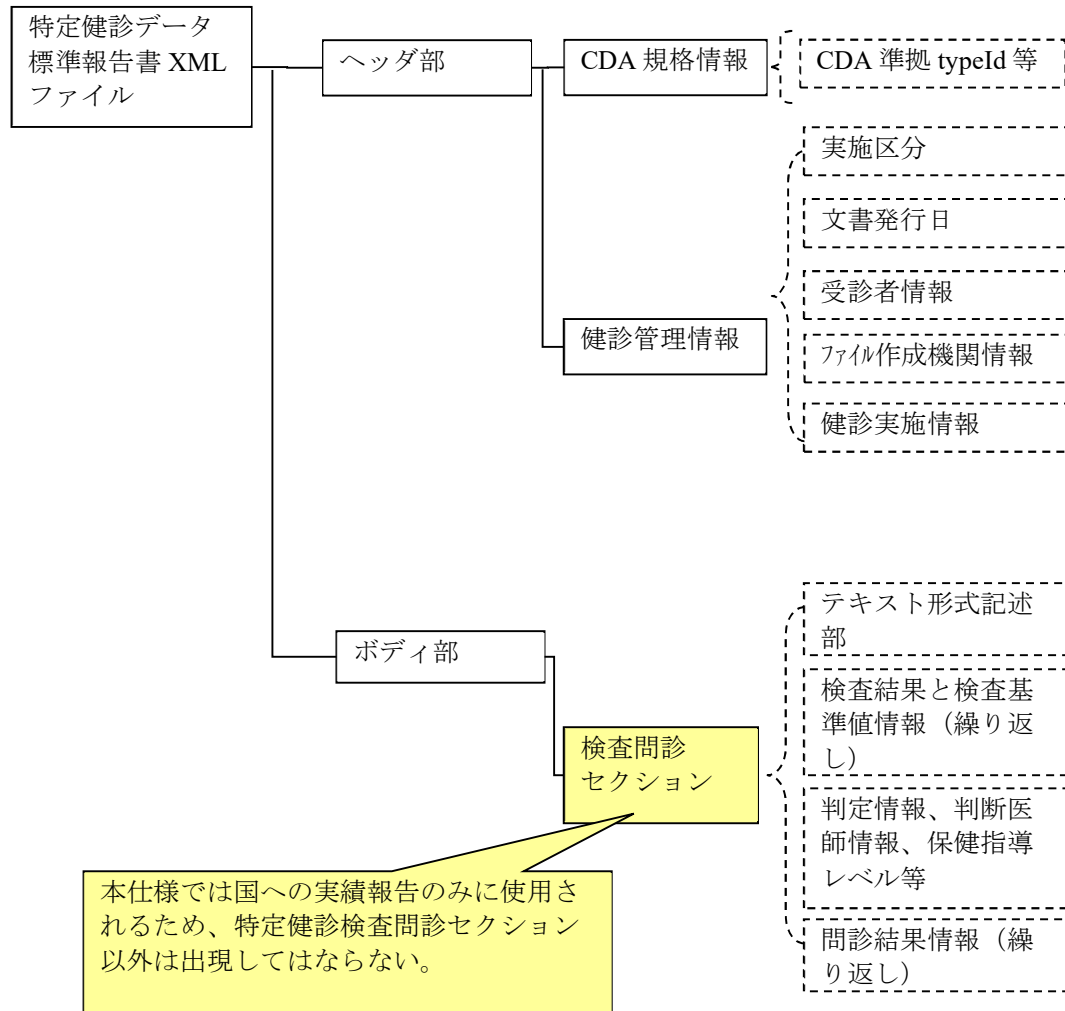 特定健診データ
標準報告書 XML
ファイル
ヘッダ部
CDA 規格情報
CDA 準拠 typeId 等
実施区分
文書発行日
受診者情報
健診管理情報
ﾌｧｲﾙ作成機関情報
健診実施情報
ボディ部
テキスト形式記述
部
検査問診
セクション
検査結果と検査基
準値情報（繰り返
し）
判定情報、判断医
師情報、保健指導
レベル等
問診結果情報（繰
り返し）
本仕様では国への実績報告のみに使用さ
れるため、特定健診検査問診セクション
以外は出現してはならない。